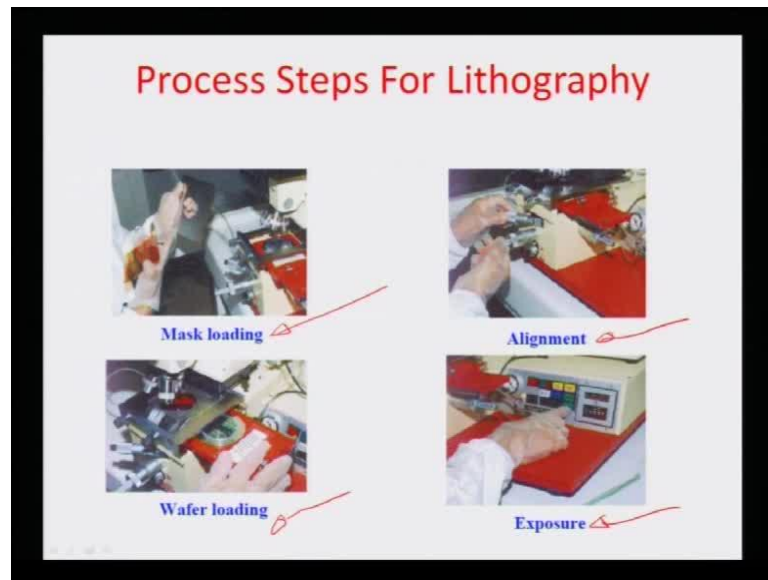 Process Steps For Lithography
Mask loading
Alignment
Wafer loading
Exposure